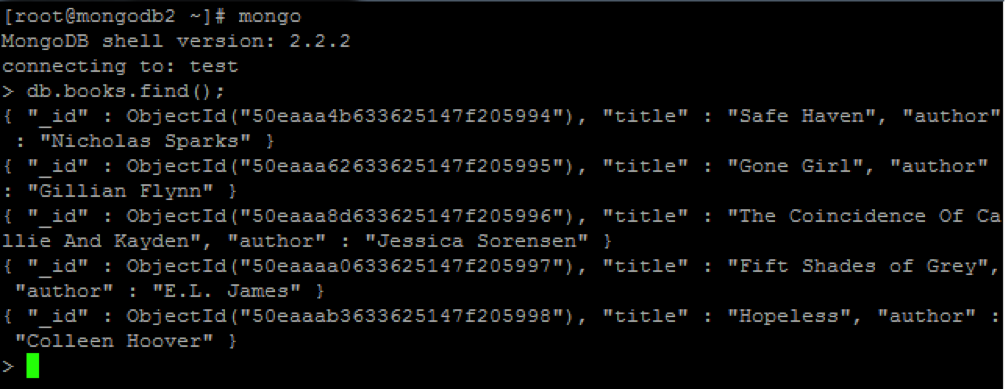 [root@mongodb2 ~]# mongo
MongoDB shell version: 2.2.2
connecting to: test
> db.books.find();
{ "_id" : ObjectId("50eaaa4b633625147f205994"), "title" : "Safe Haven", "author"
 : "Nicholas Sparks" }
{ "_id" : ObjectId("50eaaa62633625147f205995"), "title" : "Gone Girl", "author"
: "Gillian Flynn" }
{ "_id" : ObjectId("50eaaa8d633625147f205996"), "title" : "The Coincidence Of Ca
llie And Kayden", "author" : "Jessica Sorensen" }
{ "_id" : ObjectId("50eaaaa0633625147f205997"), "title" : "Fift Shades of Grey",
 "author" : "E.L. James" }
{ "_id" : ObjectId("50eaaab3633625147f205998"), "title" : "Hopeless", "author" :
 "Colleen Hoover" }
>